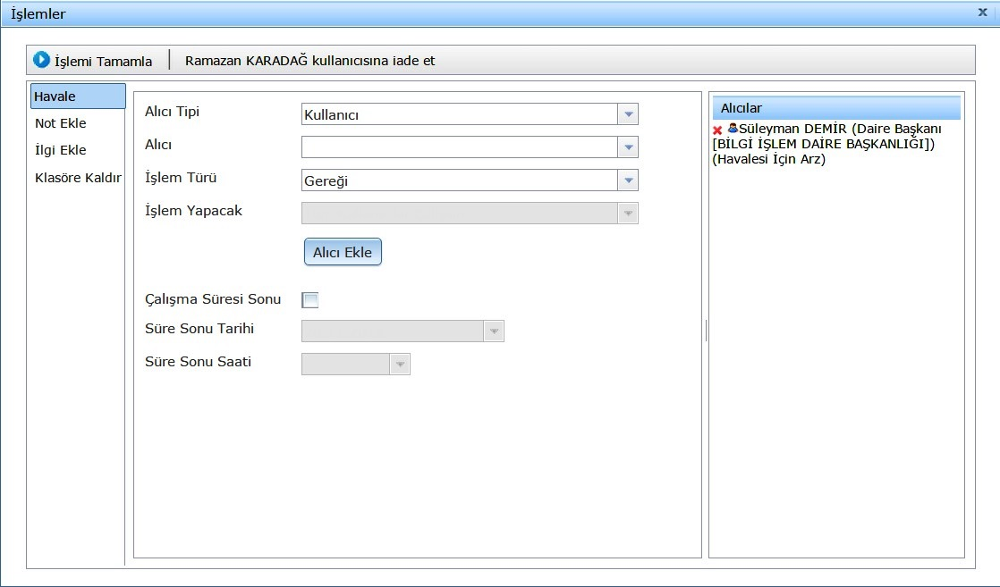 İşlemler
x
İşlemi Tamamla
Ramazan KARADAĞ kullanıcısına iade et
Havale
Not Ekle
İlgi Ekle
Klasöre Kaldır
Alıcı Tipi
Kullanıcı
Alıcı
İşlem Türü
Gereği
İşlem Yapacak
Alıcı Ekle
Çalışma Süresi Sonu
Süre Sonu Tarihi
Süre Sonu Saati
Alıcılar
Süleyman DEMİR (Daire Başkanı
[BİLGİ İŞLEM DAİRE BAŞKANLIĞI])
(Havalesi İçin Arz)